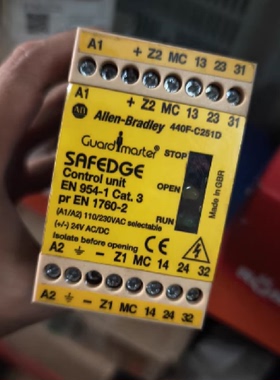 A1 + Z2 MC 13 23 31
A1 + Z2 MC 13 23 31
AB Allen-Bradley 440F-C251D
Guardmaster
STOP
SAFEDGE
Control unit
OPEN
EN 954-1 Cat. 3
pr EN 1760-2
RUN
Made in GBR
(A1/A2) 110/230VAC selectable
(+/-) 24V AC/DC
Isolate before opening
CE
A2 - Z1 MC 14 24 32
A2 - Z1 MC 14 24 32